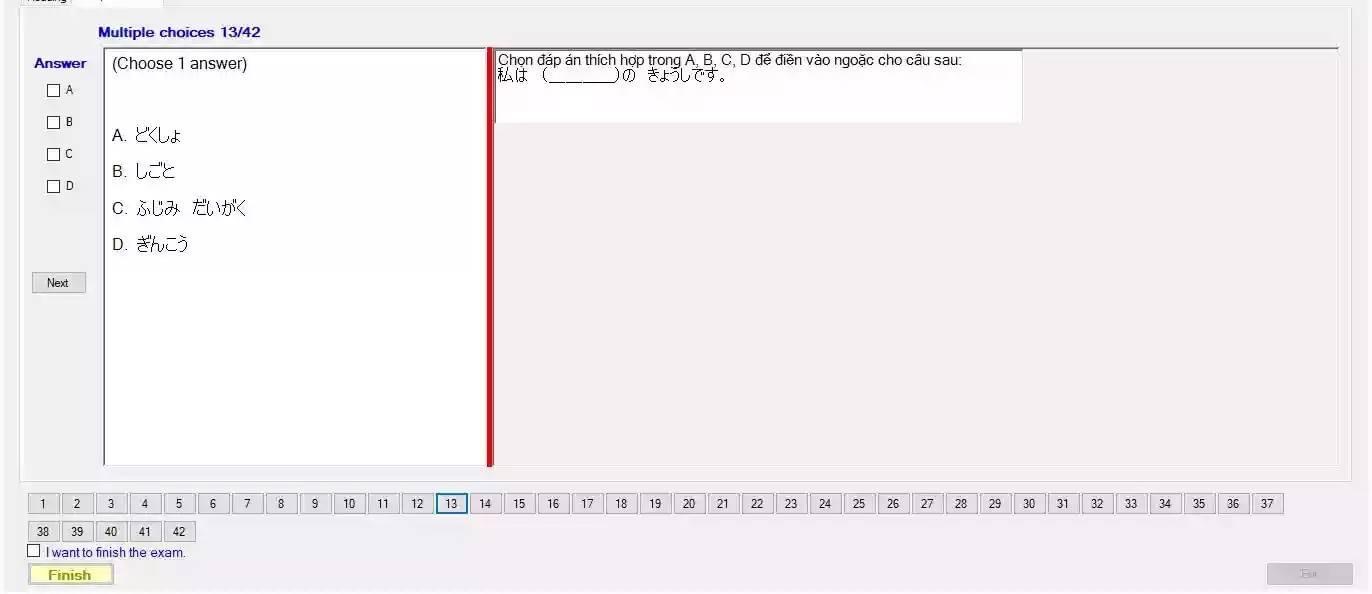 Multiple choices 13/42
Answer
A
B
C
D
Next
(Choose 1 answer)
A. どくしょ
B. しごと
C. ふじみ だいがく
D. ぎんこう
Chọn đáp án thích hợp trong A, B, C, D để điền vào ngoặc cho câu sau:
私は (________)の きょうしです。
1 2 3 4 5 6 7 8 9 10 11 12 13 14 15 16 17 18 19 20 21 22 23 24 25 26 27 28 29 30 31 32 33 34 35 36 37
38 39 40 41 42
I want to finish the exam.
Finish